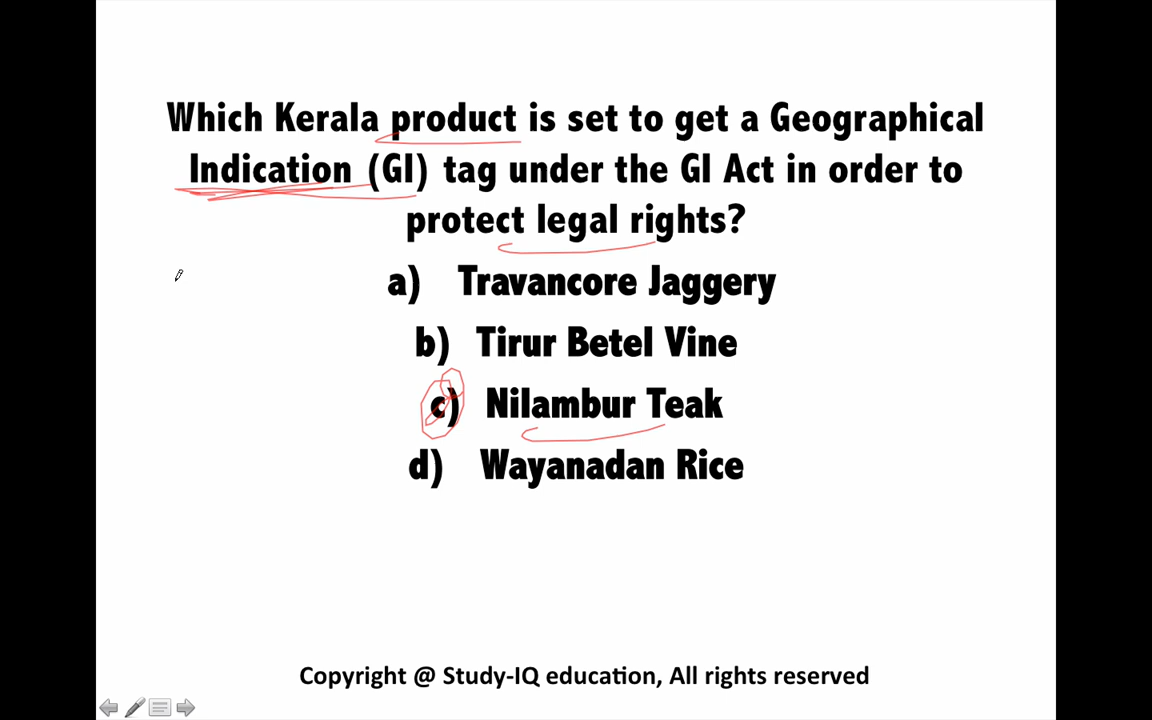 Which Kerala product is set to get a Geographical
Indication (GI) tag under the GI Act in order to
protect legal rights?
a) Travancore Jaggery
b) Tirur Betel Vine
c) Nilambur Teak
d) Wayanadan Rice
Copyright @ Study-IQ education, All rights reserved